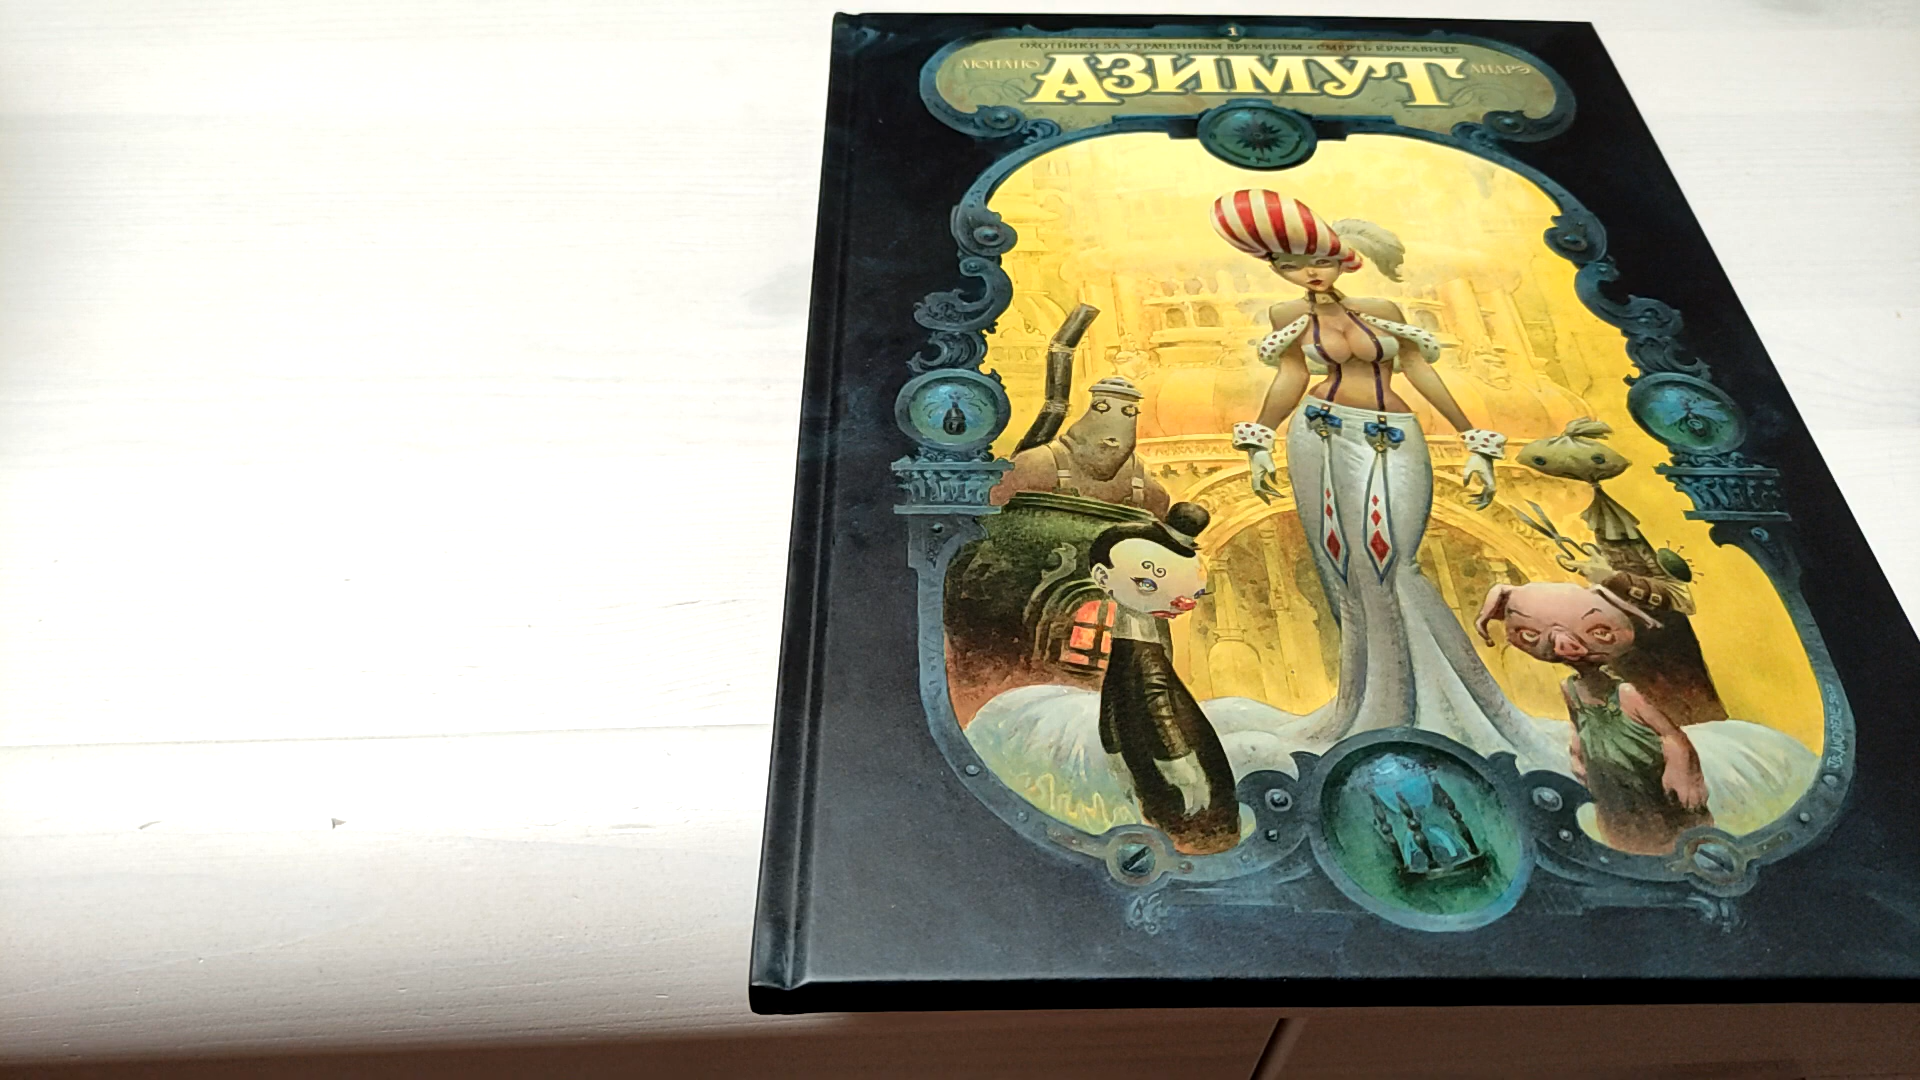 1
ОХОТНИКИ ЗА УТРАЧЕННЫМ ВРЕМЕНЕМ • СМЕРТЬ КРАСАВИЦЕ
ЛЮПАНО АЗИМУТ АНДРЭ